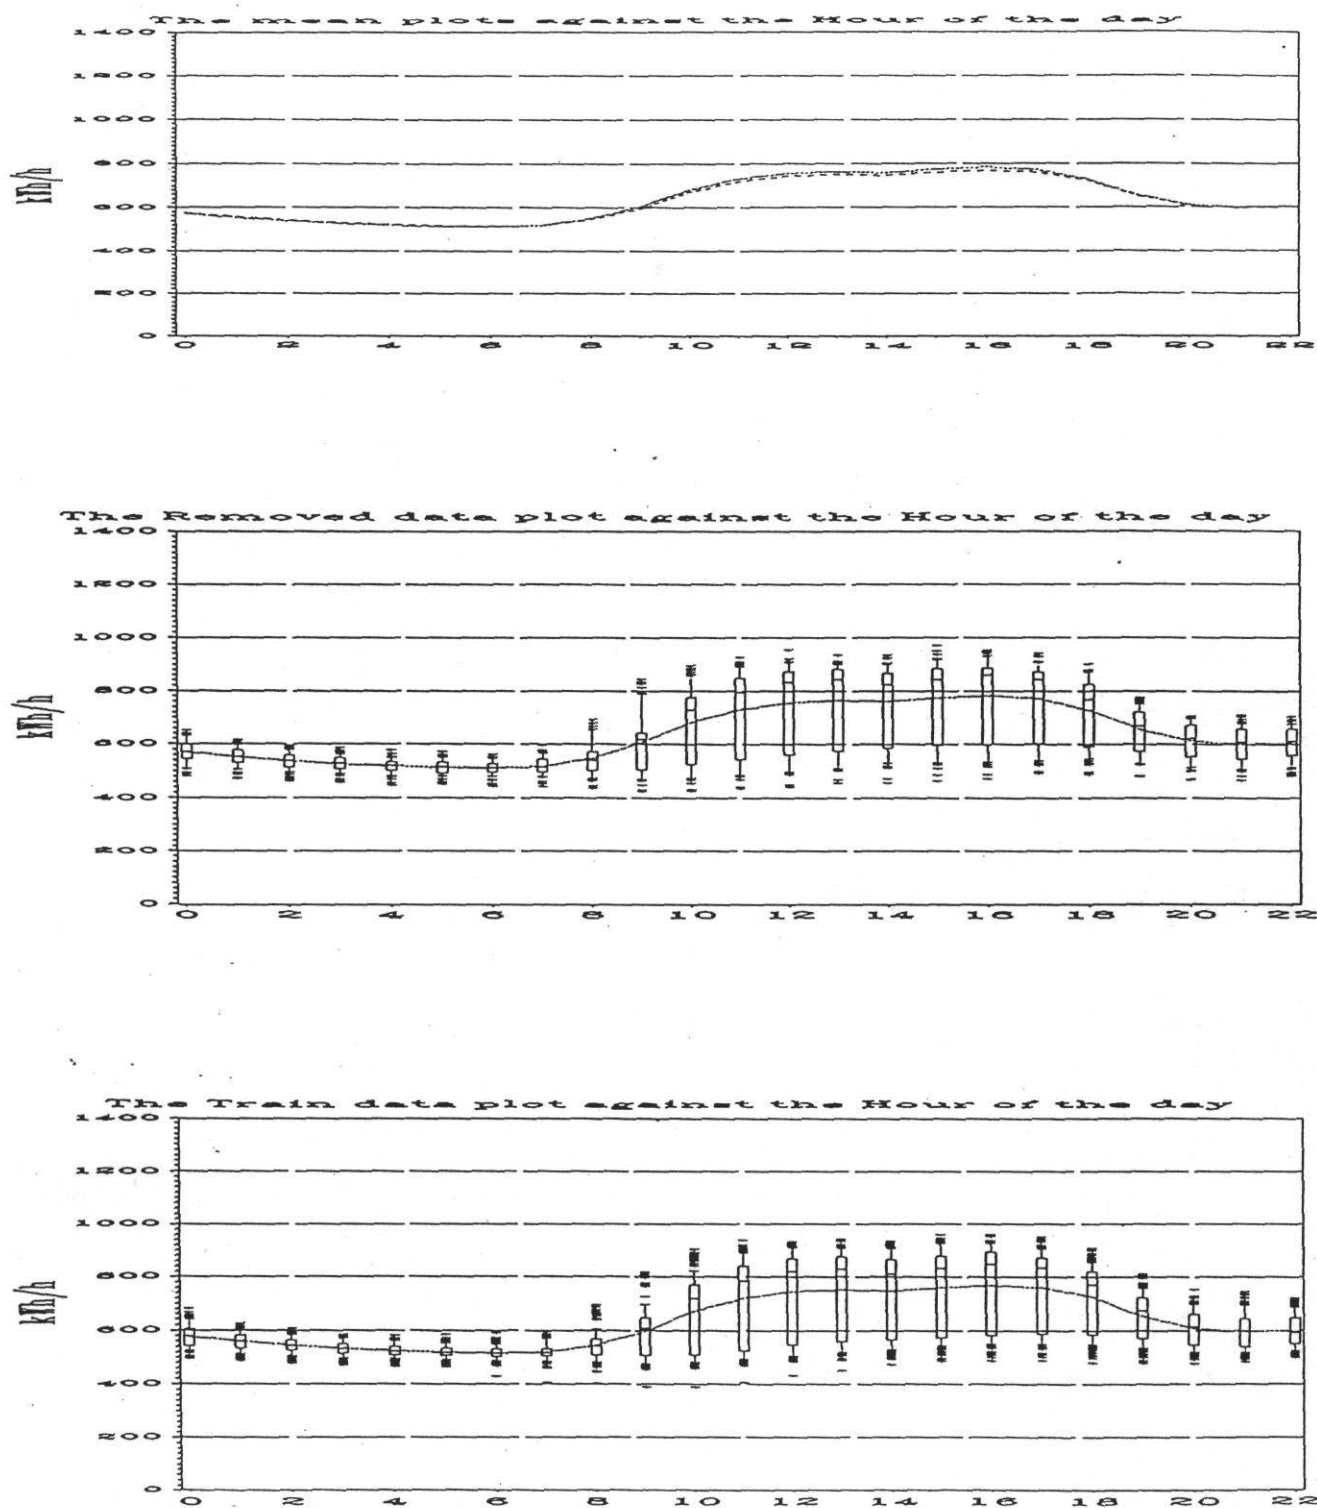 The mean plots against the Hour of the day
1400
1200
1000
800
600
400
200
0
kWh/h
0 2 4 6 8 10 12 14 16 18 20 22
The Removed data plot against the Hour of the day
1400
1200
1000
800
600
400
200
0
kWh/h
0 2 4 6 8 10 12 14 16 18 20 22
The Train data plot against the Hour of the day
1400
1200
1000
800
600
400
200
0
kWh/h
0 2 4 6 8 10 12 14 16 18 20 22